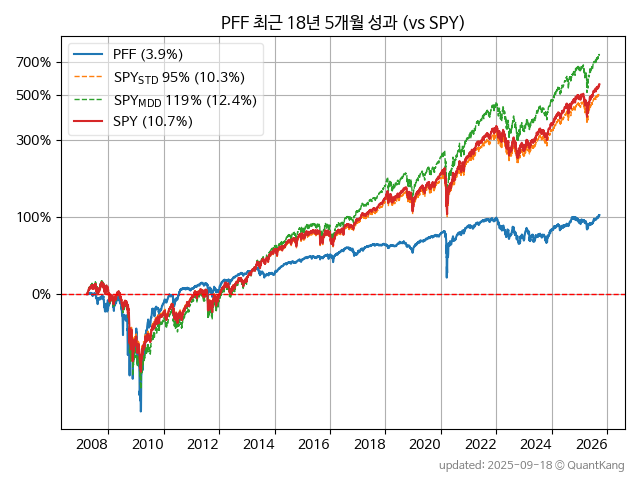 PFF 최근 18년 5개월 성과 (vs SPY)
PFF (3.9%)
SPY_STD 95% (10.3%)
SPY_MDD 119% (12.4%)
SPY (10.7%)
700%
500%
300%
100%
0%
2008 2010 2012 2014 2016 2018 2020 2022 2024 2026
updated: 2025-09-18 © QuantKang